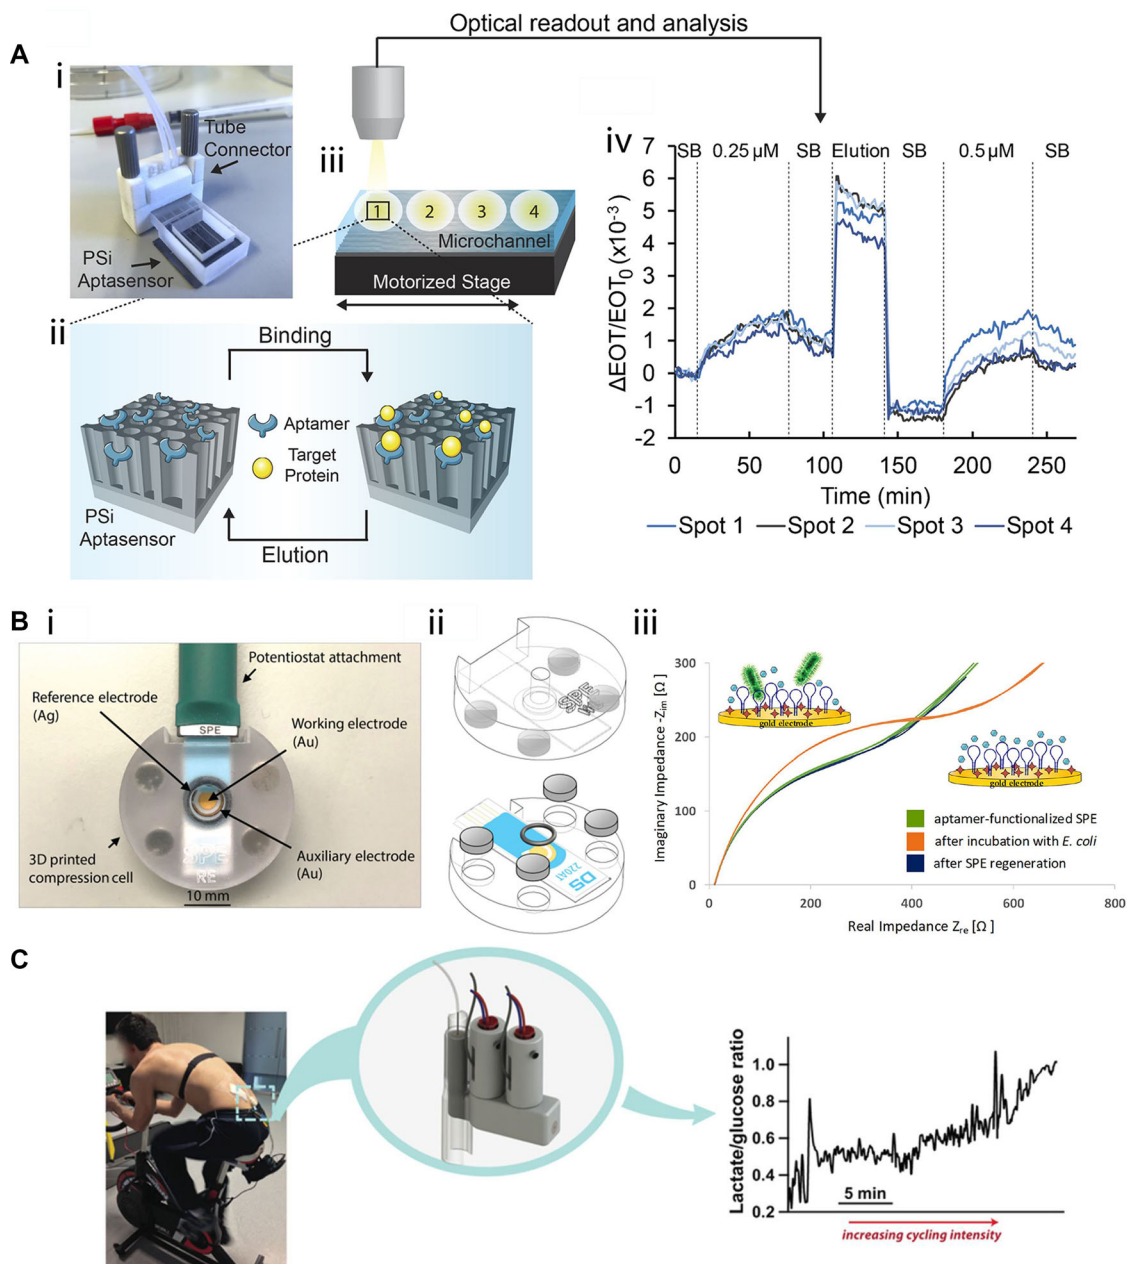 Optical readout and analysis
A
i
Tube
Connector
PSi
Aptasensor
iii
1 2 3 4
Microchannel
Motorized Stage
ii
Binding
Aptamer
Target
Protein
PSi
Aptasensor
Elution
iv
SB 0.25 µM SB Elution SB 0.5 µM SB
ΔEOT/EOT₀ (x10⁻³)
7
6
5
4
3
2
1
0
-1
-2
0 50 100 150 200 250
Time (min)
Spot 1 Spot 2 Spot 3 Spot 4
B
i
Potentiostat attachment
Reference electrode
(Ag)
SPE
Working electrode
(Au)
3D printed
compression cell
Auxiliary electrode
(Au)
RE
10 mm
ii
SPE
DS
220AT
iii
Imaginary Impedance -Zim [Ω]
300
200
100
0
gold electrode
gold electrode
aptamer-functionalized SPE
after incubation with E. coli
after SPE regeneration
0 200 400 600 800
Real Impedance Zre [Ω ]
C
Lactate/glucose ratio
1.0
0.8
0.6
0.4
0.2
5 min
increasing cycling intensity